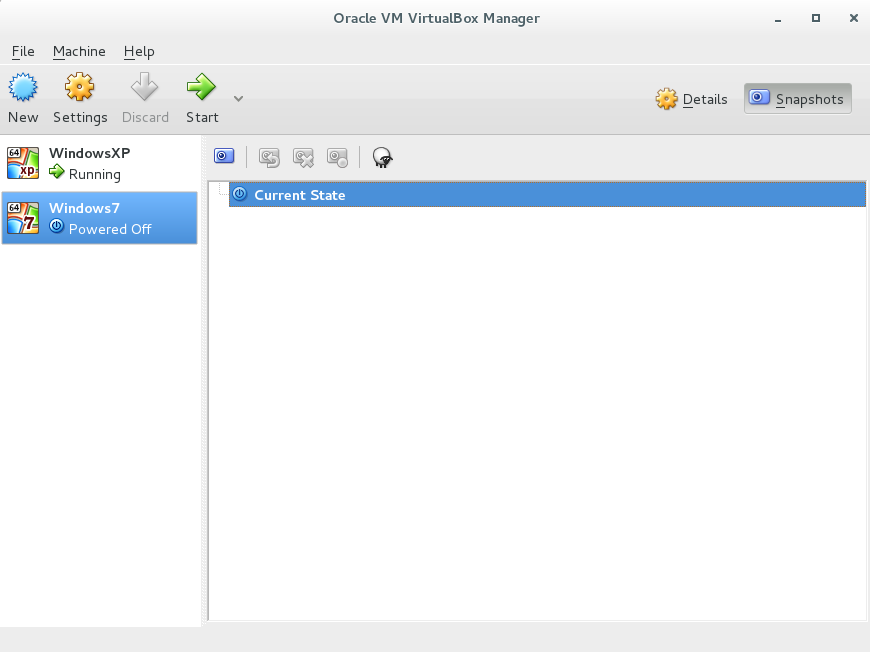 Oracle VM VirtualBox Manager
File Machine Help
New Settings Discard Start
Details Snapshots
64 xp WindowsXP
Running
64 7 Windows7
Powered Off
Current State